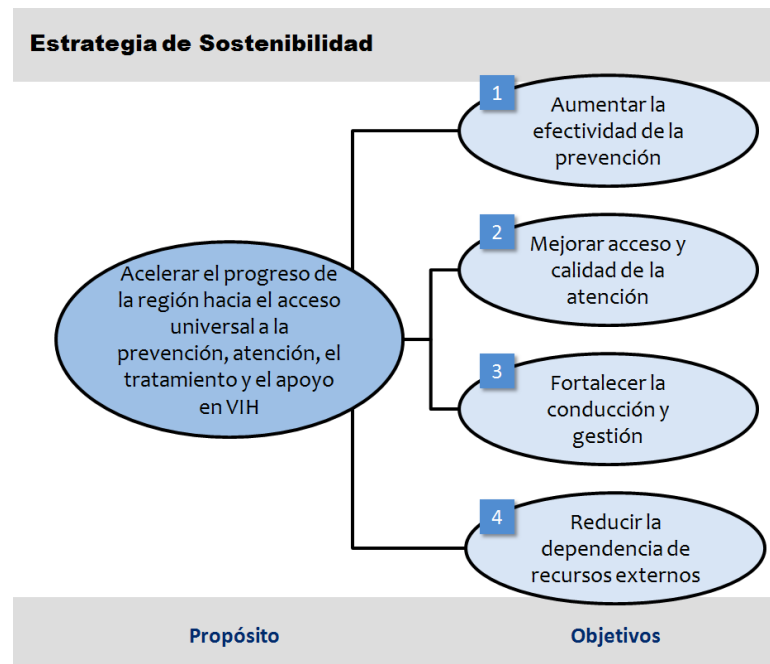 Estrategia de Sostenibilidad
1
Aumentar la
efectividad de la
prevención
2
Mejorar acceso y
calidad de la
atención
Acelerar el progreso de
la región hacia el acceso
universal a la
prevención, atención, el
tratamiento y el apoyo
en VIH
3
Fortalecer la
conducción y
gestión
4
Reducir la
dependencia de
recursos externos
Propósito
Objetivos